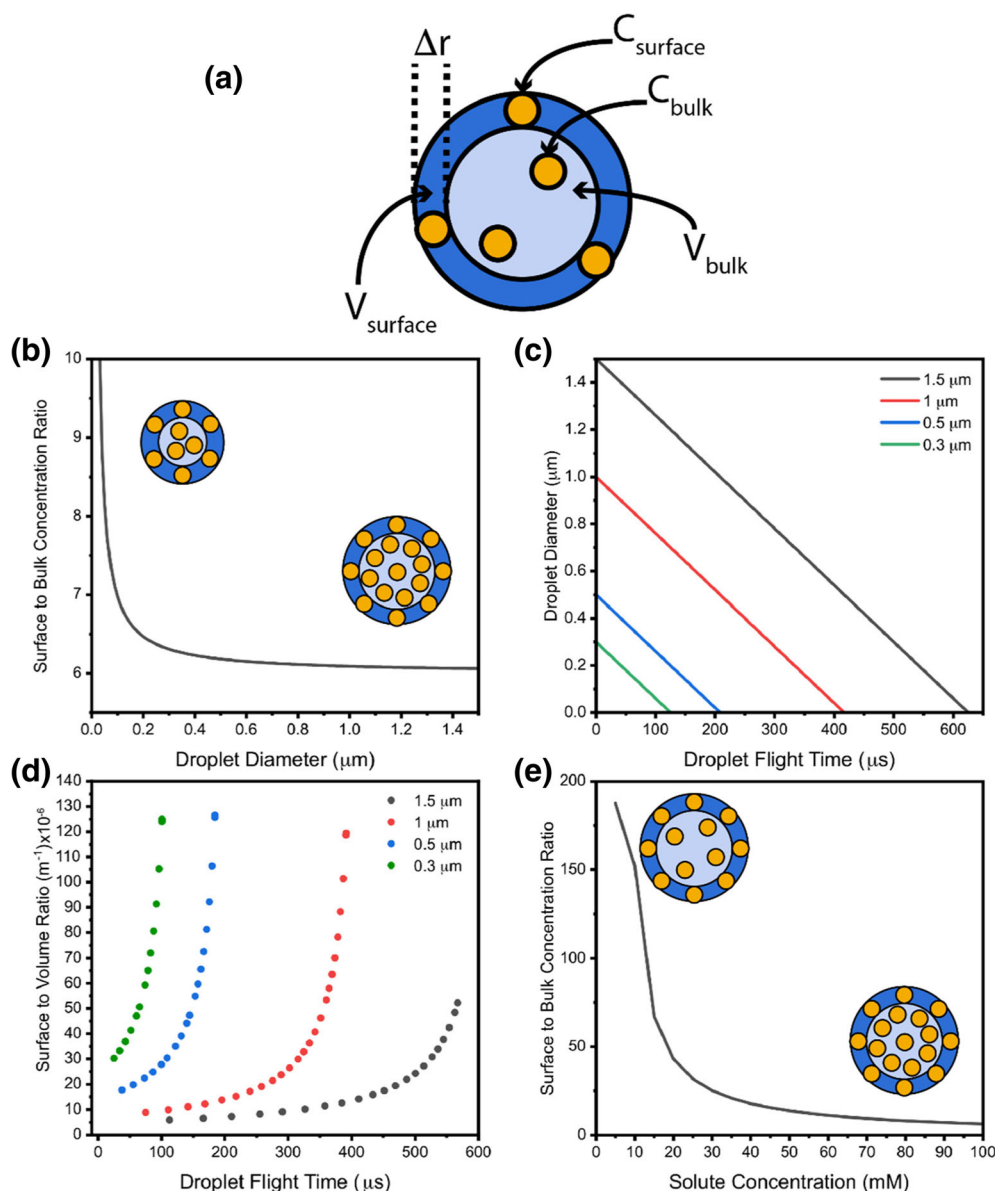 (a)
Δr
C_surface
C_bulk
V_bulk
V_surface
(b)
10
9
8
7
6
Surface to Bulk Concentration Ratio
0.0 0.2 0.4 0.6 0.8 1.0 1.2 1.4
Droplet Diameter (μm)
(c)
1.4
1.2
1.0
0.8
0.6
0.4
0.2
0.0
Droplet Diameter (μm)
1.5 μm
1 μm
0.5 μm
0.3 μm
0 100 200 300 400 500 600
Droplet Flight Time (μs)
(d)
140
130
120
110
100
90
80
70
60
50
40
30
20
10
0
Surface to Volume Ratio (m⁻¹)x10⁻⁶
1.5 μm
1 μm
0.5 μm
0.3 μm
0 100 200 300 400 500 600
Droplet Flight Time (μs)
(e)
200
150
100
50
0
Surface to Bulk Concentration Ratio
0 10 20 30 40 50 60 70 80 90 100
Solute Concentration (mM)